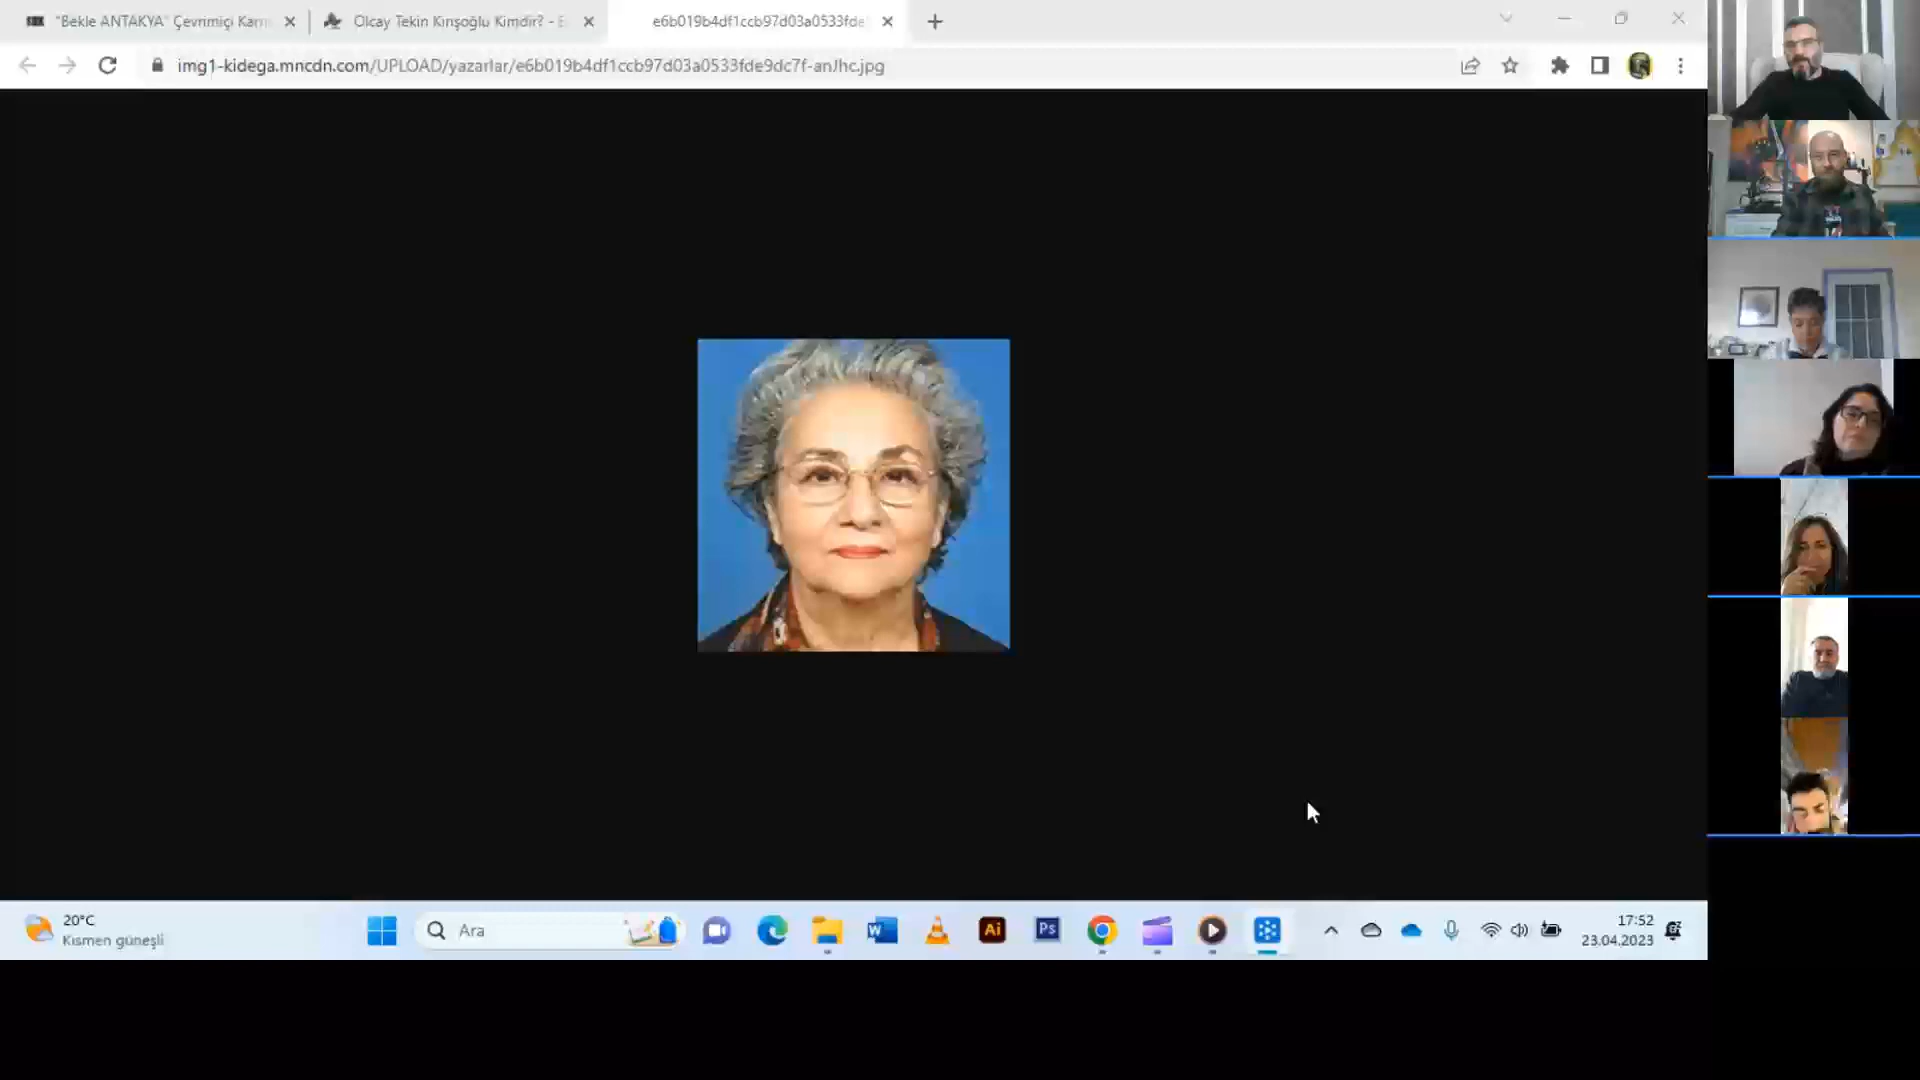 "Bekle ANTAKYA" Çevrimiçi Karm
Olcay Tekin Kırışoğlu Kimdir? - E
e6b019b4df1ccb97d03a0533fde
img1-kidega.mncdn.com/UPLOAD/yazarlar/e6b019b4df1ccb97d03a0533fde9dc7f-anJhc.jpg
20°C
Kısmen güneşli
Ara
W
Ai
Ps
17:52
23.04.2023